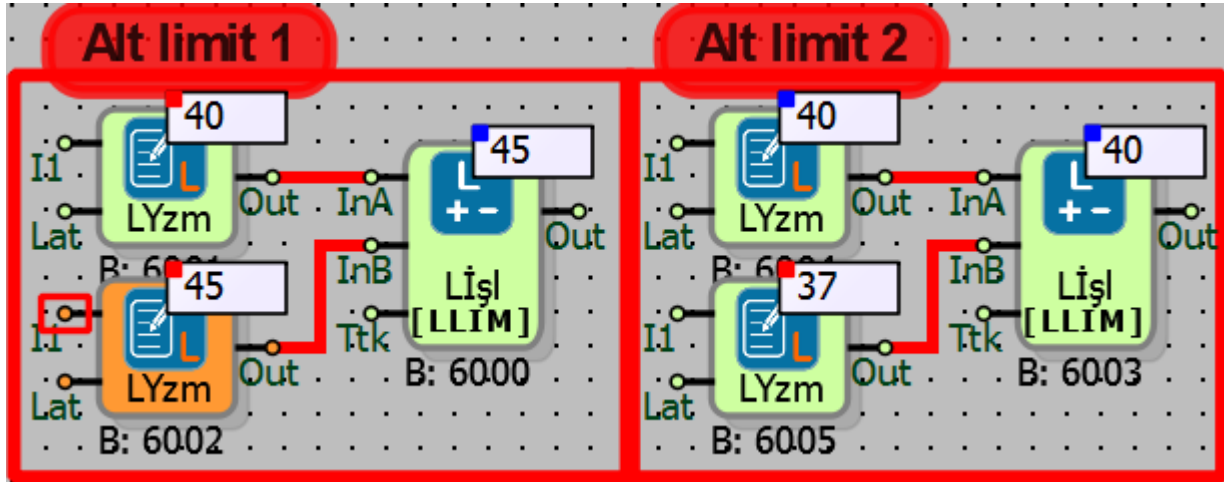 Alt limit 1
40
I1
Lat
L
LYzm
Out
45
I1
Lat
L
LYzm
Out
B: 6002
45
InA
InB
Ttk
L
+ -
Lİşl
[LLIM]
Out
B: 6000
Alt limit 2
40
I1
Lat
L
LYzm
Out
37
I1
Lat
L
LYzm
Out
B: 6005
40
InA
InB
Ttk
L
+ -
Lİşl
[LLIM]
Out
B: 6003